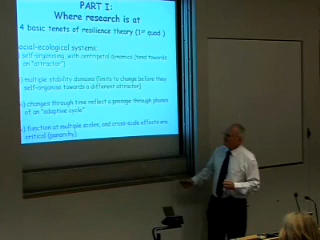 PART I:
Where research is at
4 basic tenets of resilience theory (1st quad)
ocial-ecological systems:
) self-organising, with centripetal dynamics (tend towards
an "attractor")
) multiple stability domains (limits to change before they
self-organise towards a different attractor)
) changes through time reflect a passage through phases
of an "adaptive cycle"
) function at multiple scales, and cross-scale effects are
critical (panarchy)